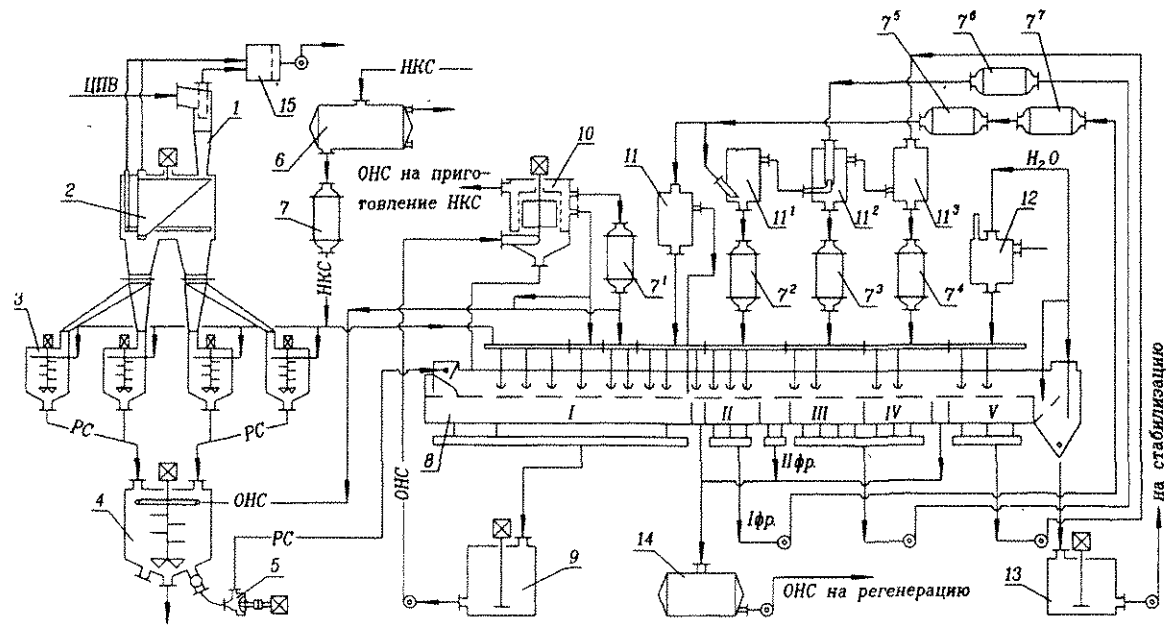 7⁵
7⁶
7⁷
НКС
ЦПВ
15
1
6
10
11
11¹
11²
11³
H₂O
12
2
ОНС на приго-
товление НКС
7
НКС
7¹
7²
7³
7⁴
3
I
II
III
IV
V
8
РС
РС
ОНС
IIфр.
4
ОНС
РС
Iфр.
9
14
5
13
ОНС на регенерацию
на стабилизацию